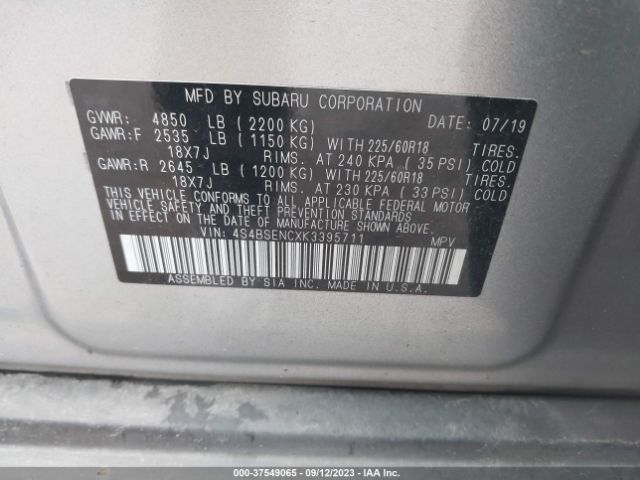 MFD BY SUBARU CORPORATION
GVWR: 4850 LB (2200 KG) DATE: 07/19
GAWR:F 2535 LB (1150 KG) WITH 225/60R18 TIRES.
18X7J RIMS. AT 240 KPA (35 PSI) COLD
GAWR:R 2645 LB (1200 KG) WITH 225/60R18 TIRES.
18X7J RIMS. AT 230 KPA (33 PSI) COLD
THIS VEHICLE CONFORMS TO ALL APPLICABLE FEDERAL MOTOR
VEHICLE SAFETY AND THEFT PREVENTION STANDARDS
IN EFFECT ON THE DATE OF MANUFACTURE SHOWN ABOVE.
VIN: 4S4BSENCXK3395711 MPV
ASSEMBLED BY SIA INC. MADE IN U.S.A.
000-37549065 - 09/12/2023 - IAA Inc.